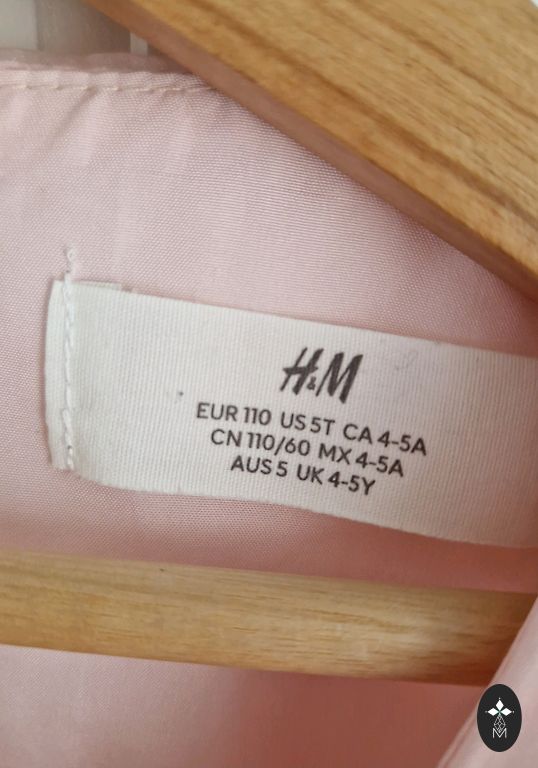 H&M
EUR 110 US 5T CA 4-5A
CN 110/60 MX 4-5A
AUS 5 UK 4-5Y
M